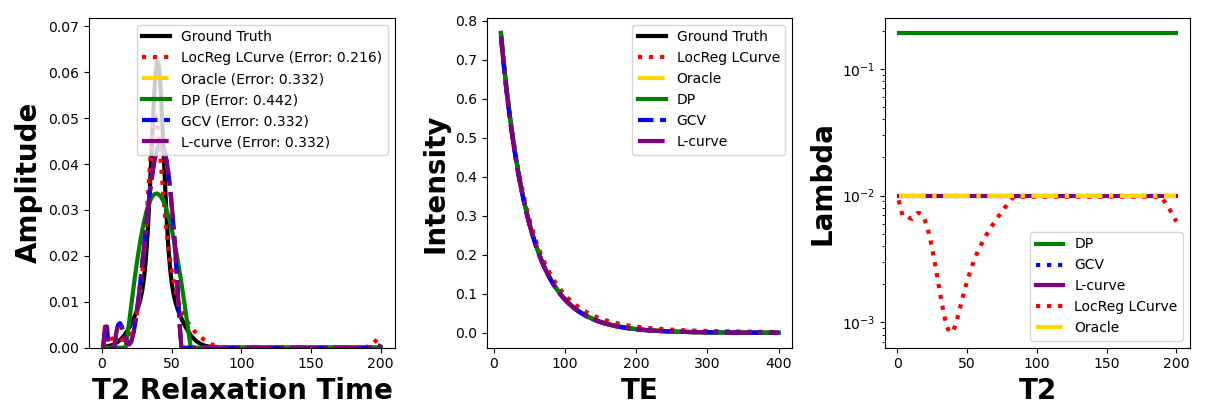 0.07
0.06
0.05
0.04
0.03
0.02
0.01
0.00
Amplitude
Ground Truth
LocReg LCurve (Error: 0.216)
Oracle (Error: 0.332)
DP (Error: 0.442)
GCV (Error: 0.332)
L-curve (Error: 0.332)
0 50 100 150 200
T2 Relaxation Time
0.8
0.7
0.6
0.5
0.4
0.3
0.2
0.1
0.0
Intensity
Ground Truth
LocReg LCurve
Oracle
DP
GCV
L-curve
0 100 200 300 400
TE
10⁻¹
10⁻²
10⁻³
Lambda
DP
GCV
L-curve
LocReg LCurve
Oracle
0 50 100 150 200
T2